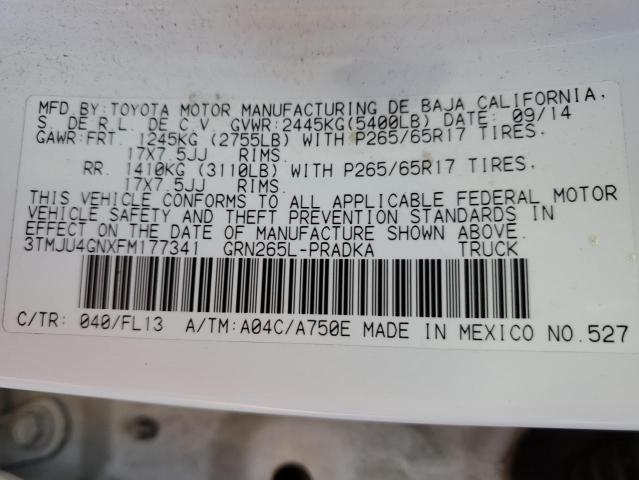 MFD.BY:TOYOTA MOTOR MANUFACTURING DE BAJA CALIFORNIA,
S. DE R.L. DE C.V. GVWR:2445KG(5400LB) DATE: 09/14
GAWR:FRT. 1245KG (2755LB) WITH P265/65R17 TIRES,
17X7.5JJ RIMS.
RR. 1410KG (3110LB) WITH P265/65R17 TIRES,
17X7.5JJ RIMS.
THIS VEHICLE CONFORMS TO ALL APPLICABLE FEDERAL MOTOR
VEHICLE SAFETY AND THEFT PREVENTION STANDARDS IN
EFFECT ON THE DATE OF MANUFACTURE SHOWN ABOVE.
3TMJU4GNXFM177341 GRN265L-PRADKA TRUCK
C/TR: 040/FL13 A/TM:A04C/A750E MADE IN MEXICO NO.527